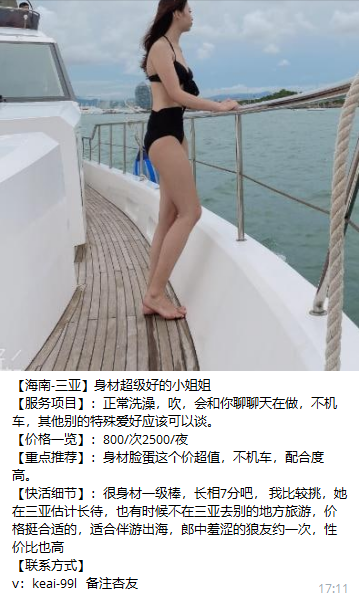 【海南-三亚】身材超级好的小姐姐
【服务项目】：正常洗澡，吹，会和你聊聊天在做，不机
车，其他别的特殊爱好应该可以谈。
【价格一览】：800/次2500/夜
【重点推荐】：身材脸蛋这个价超值，不机车，配合度
高。
【快活细节】：很身材一级棒，长相7分吧， 我比较挑，她
在三亚估计长待，也有时候不在三亚去别的地方旅游，价
格挺合适的，适合伴游出海，郎中羞涩的狼友约一次，性
价比也高
【联系方式】
v：keai-99l  备注杏友
17:11